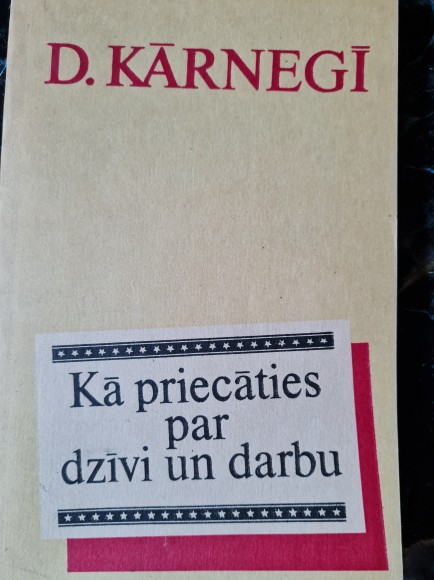 D. KĀRNEGĪ
Kā priecāties
par
dzīvi un darbu